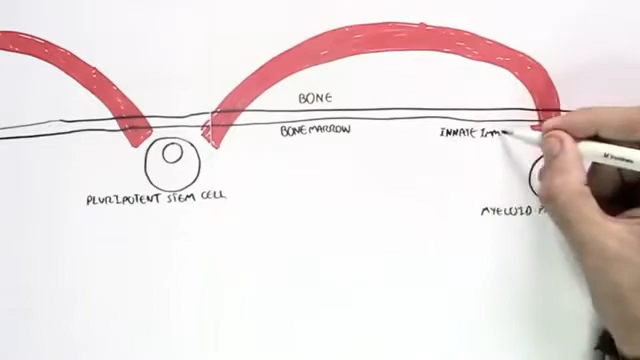 BONE
BONE MARROW
INNATE IMM
PLURIPOTENT STEM CELL
MYELOID P